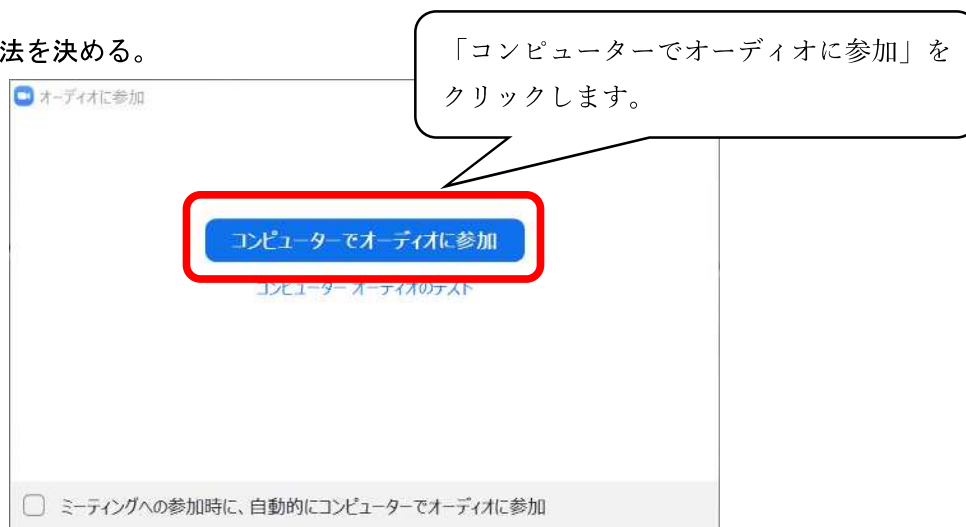 法を決める。
「コンピューターでオーディオに参加」を
クリックします。
オーディオに参加
コンピューターでオーディオに参加
コンピューター オーディオのテスト
ミーティングへの参加時に、自動的にコンピューターでオーディオに参加